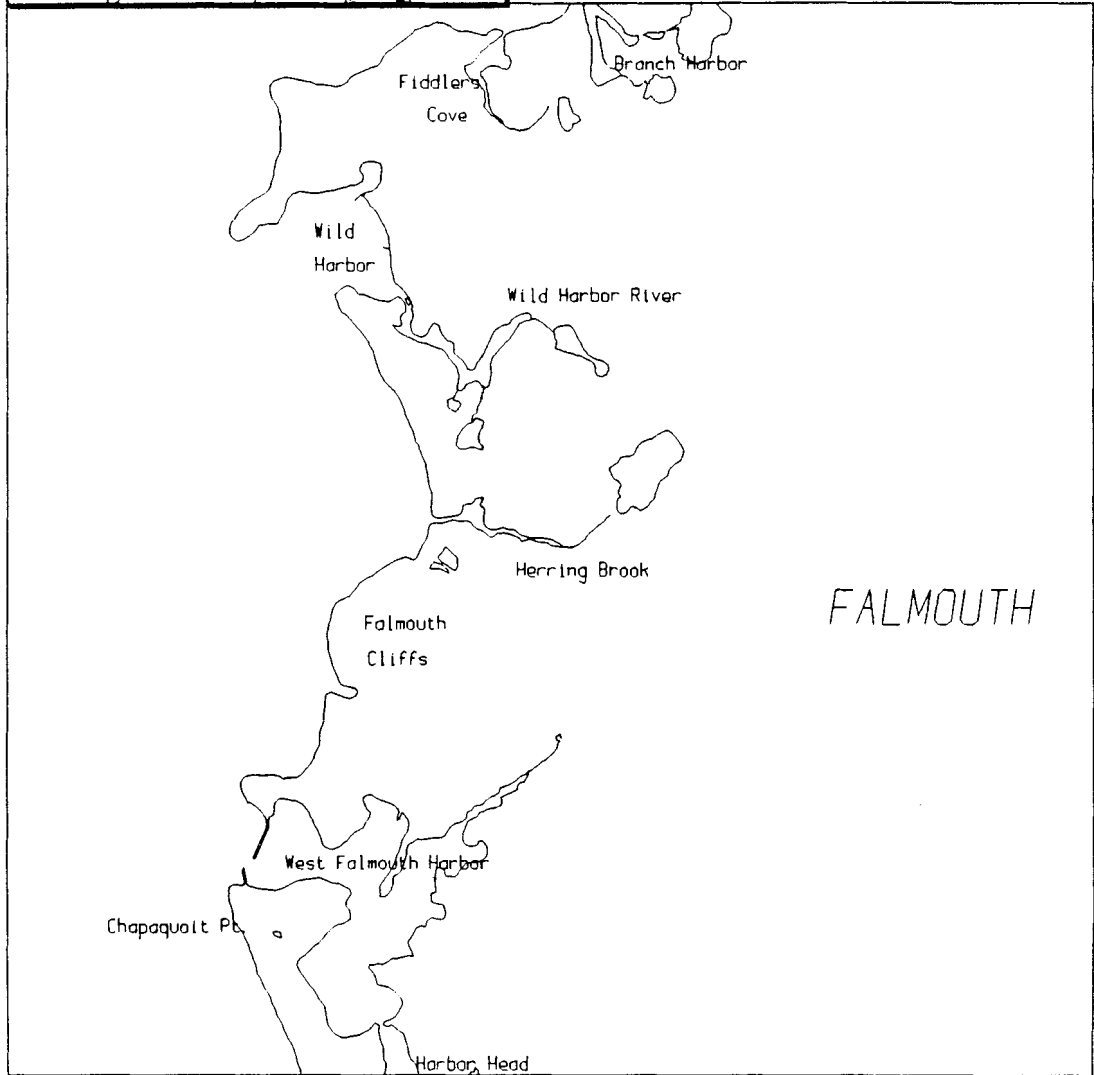 Branch Harbor
Fiddlers
Cove
Wild
Harbor
Wild Harbor River
Herring Brook
FALMOUTH
Falmouth
Cliffs
West Falmouth Harbor
Chapaquoit Pt.
Harbor Head